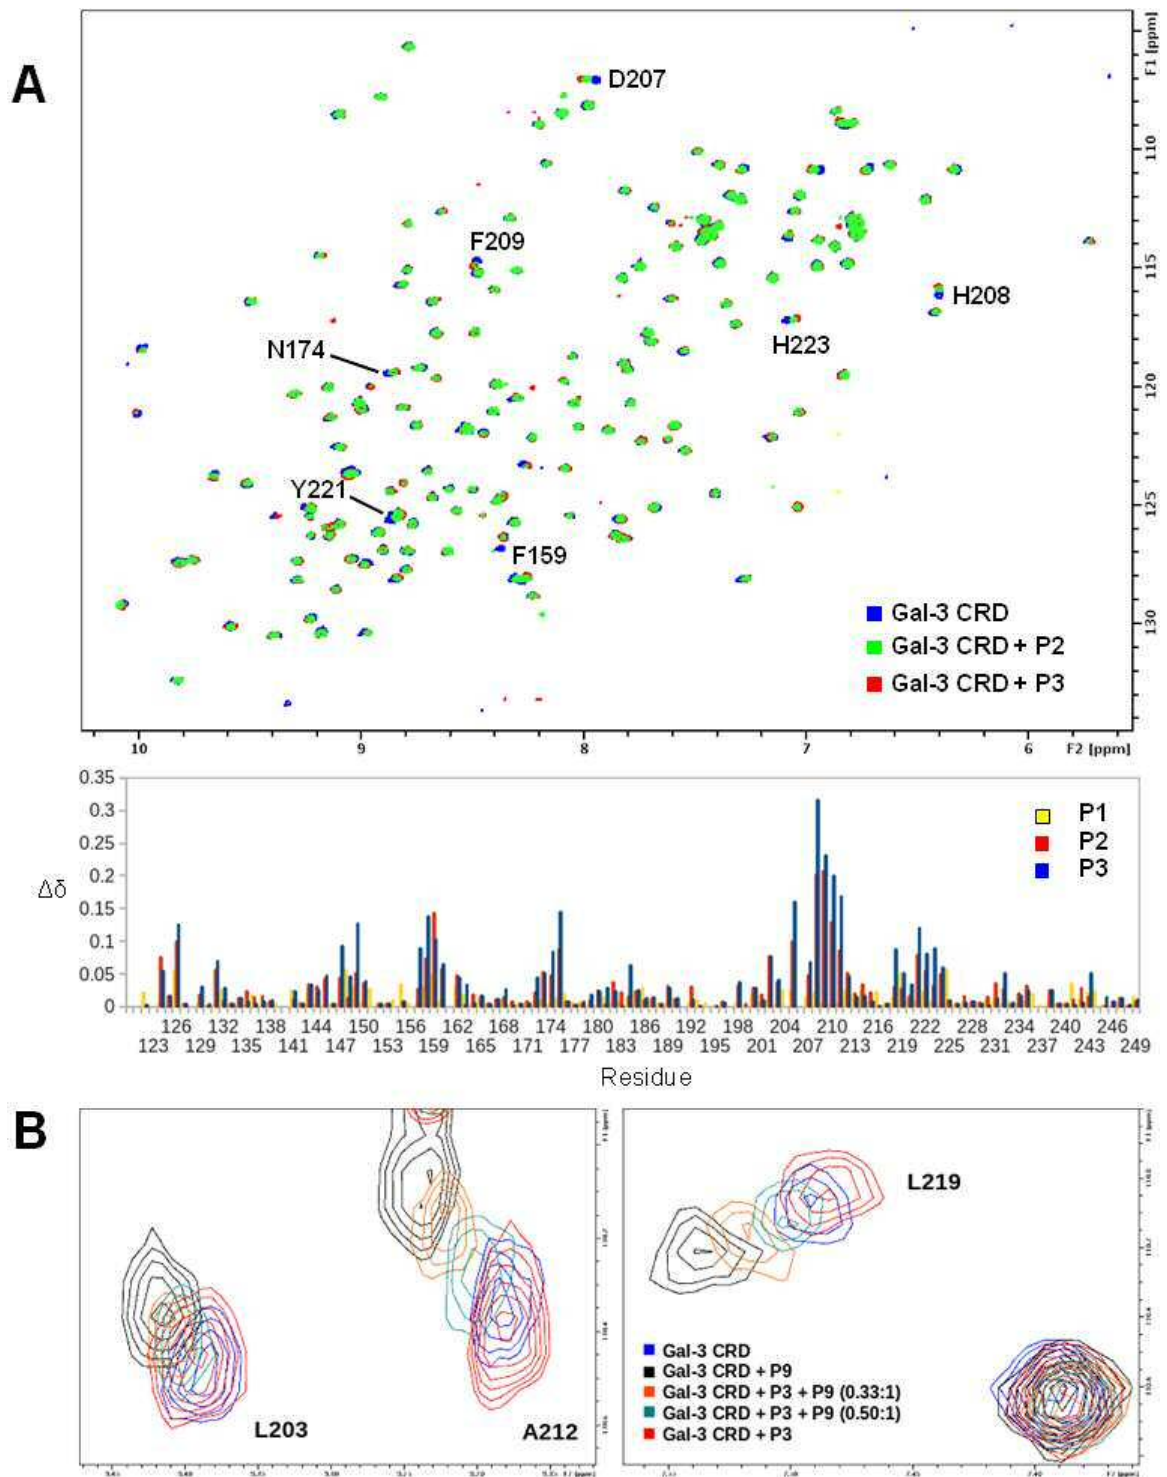 A
F1 [ppm]
D207
110
F209
115
H208
N174
H223
120
Y221
125
F159
Gal-3 CRD
130
Gal-3 CRD + P2
Gal-3 CRD + P3
10 9 8 7 6 F2 [ppm]
0.35
0.3
0.25
0.2
0.15
0.1
0.05
0
Δδ
P1
P2
P3
126 132 138 144 150 156 162 168 174 180 186 192 198 204 210 216 222 228 234 240 246
123 129 135 141 147 153 159 165 171 177 183 189 195 201 207 213 219 225 231 237 243 249
Residue
B
L203
A212
L219
Gal-3 CRD
Gal-3 CRD + P9
Gal-3 CRD + P3 + P9 (0.33:1)
Gal-3 CRD + P3 + P9 (0.50:1)
Gal-3 CRD + P3